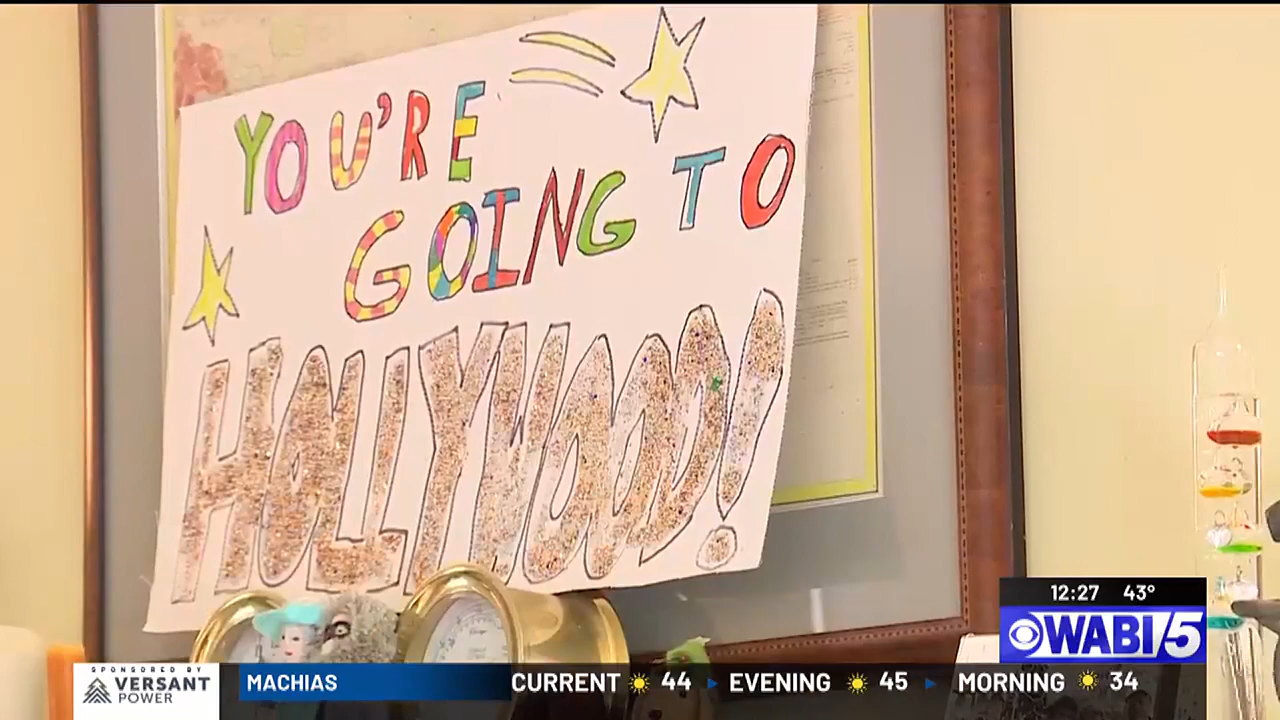 YOU'RE
GOING TO
HOLLYWOOD!
12:27 43°
WABI 5
SPONSORED BY
VERSANT
POWER
MACHIAS
CURRENT 44
EVENING 45
MORNING 34